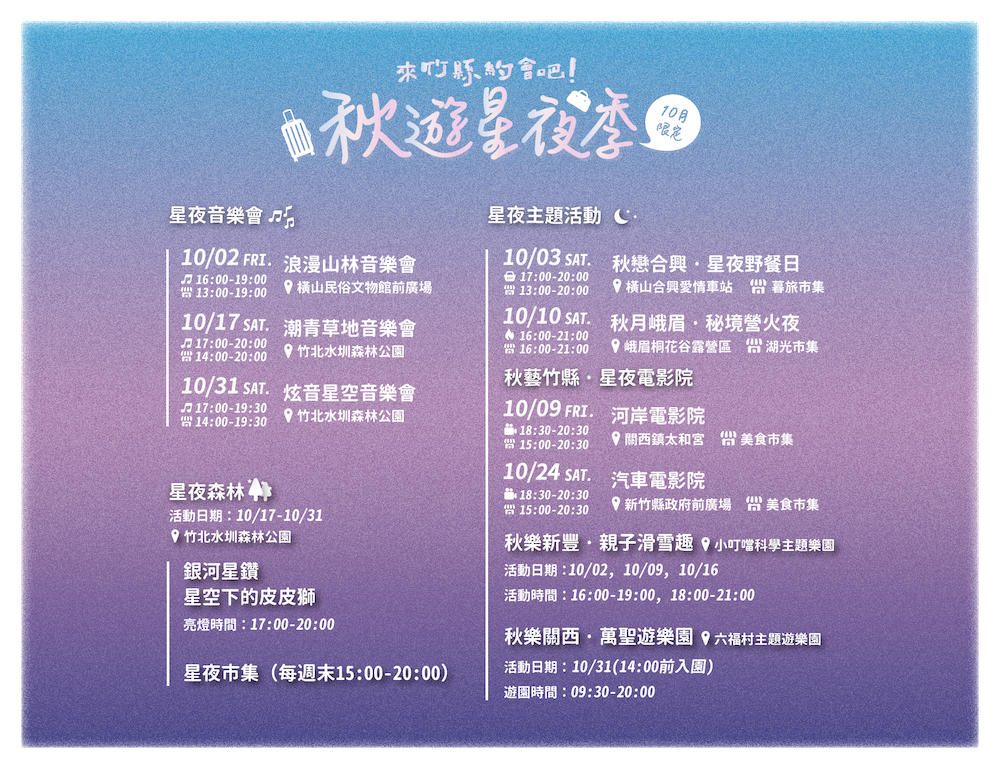 來竹縣約會吧!
秋遊星夜季
10月
限定
星夜音樂會
10/02 FRI. 浪漫山林音樂會
16:00-19:00 橫山民俗文物館前廣場
13:00-19:00
10/17 SAT. 潮青草地音樂會
17:00-20:00 竹北水圳森林公園
14:00-20:00
10/31 SAT. 炫音星空音樂會
17:00-19:30 竹北水圳森林公園
14:00-19:30
星夜森林
活動日期：10/17-10/31
竹北水圳森林公園
銀河星鑽
星空下的皮皮獅
亮燈時間：17:00-20:00
星夜市集（每週末15:00-20:00）
星夜主題活動
10/03 SAT. 秋戀合興・星夜野餐日
17:00-20:00 橫山合興愛情車站 暮旅市集
13:00-20:00
10/10 SAT. 秋月峨眉・秘境營火夜
16:00-21:00 峨眉桐花谷露營區 湖光市集
16:00-21:00
秋藝竹縣・星夜電影院
10/09 FRI. 河岸電影院
18:30-20:30 關西鎮太和宮 美食市集
15:00-20:30
10/24 SAT. 汽車電影院
18:30-20:30 新竹縣政府前廣場 美食市集
15:00-20:30
秋樂新豐・親子滑雪趣 小叮噹科學主題樂園
活動日期：10/02, 10/09, 10/16
活動時間：16:00-19:00, 18:00-21:00
秋樂關西・萬聖遊樂園 六福村主題遊樂園
活動日期：10/31(14:00前入園)
遊園時間：09:30-20:00